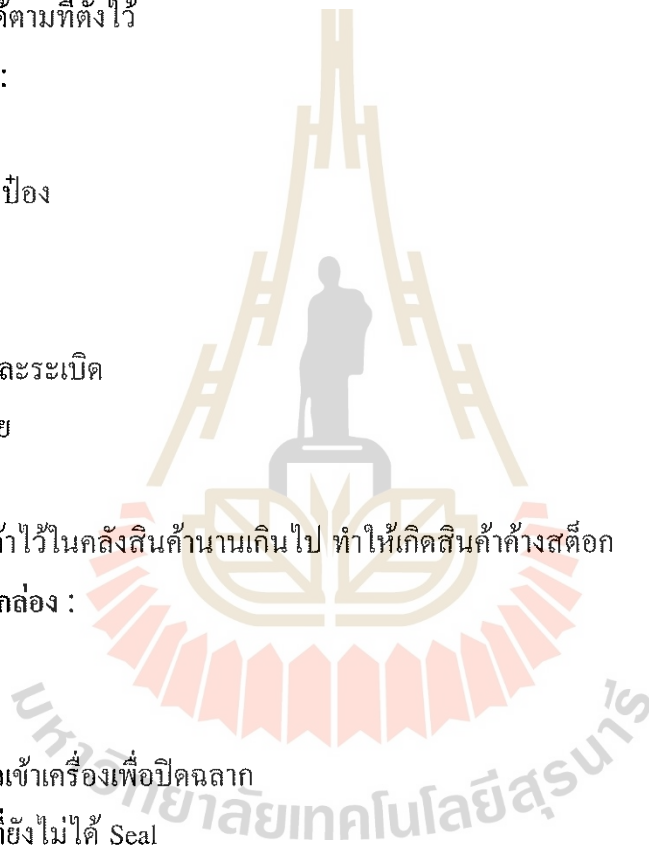 ด้ตามที่ตั้งไว้
:
ป๋อง
ละระเบิด
ย
ค้าไว้ในคลังสินค้านานเกินไป ทำให้เกิดสินค้าค้างสต็อก
กล่อง :
เข้าเครื่องเพื่อปิดฉลาก
ที่ยังไม่ได้ Seal
มหาวิทยาลัยเทคโนโลยีสุรนารี